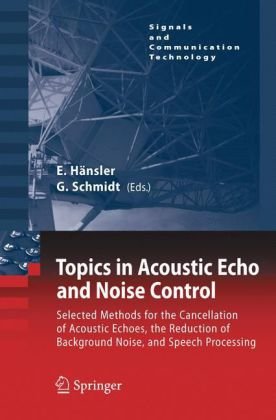 Signals
and
Communication
Technology
E. Hänsler
G. Schmidt (Eds.)
Topics in Acoustic Echo
and Noise Control
Selected Methods for the Cancellation
of Acoustic Echoes, the Reduction of
Background Noise, and Speech Processing
Springer